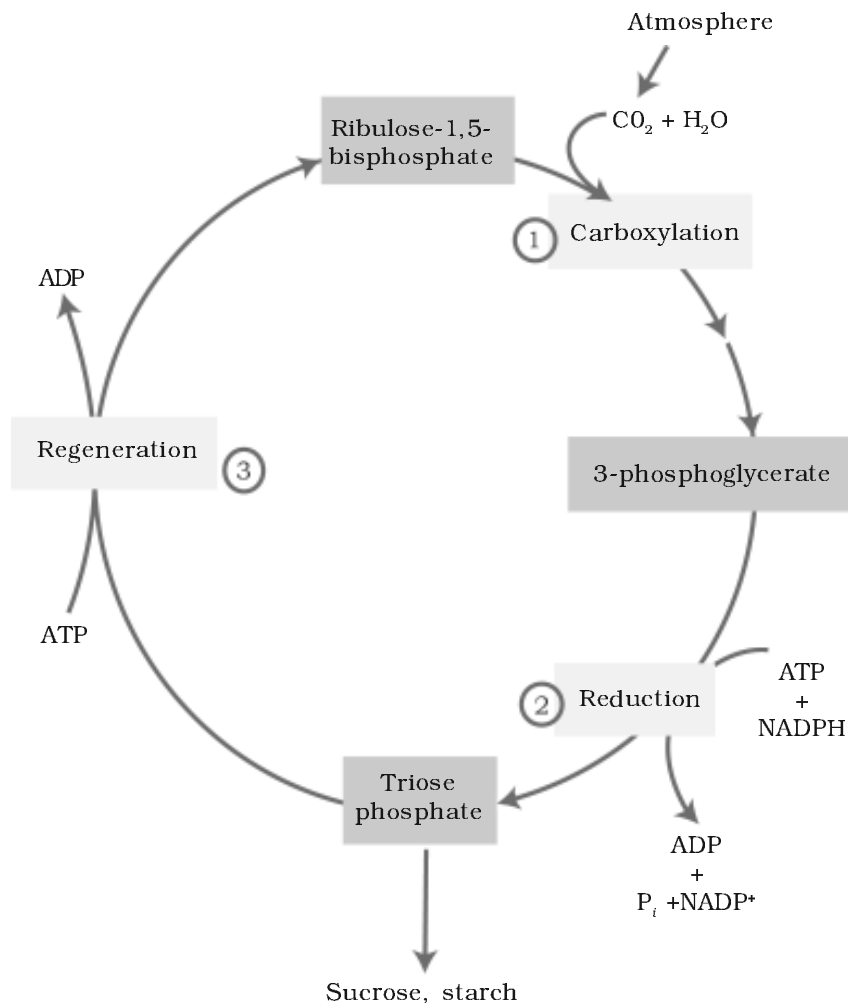 Atmosphere
CO₂ + H₂O
Ribulose-1,5-
bisphosphate
1
Carboxylation
ADP
Regeneration
3
3-phosphoglycerate
ATP
2
Reduction
ATP
+
NADPH
Triose
phosphate
ADP
+
Pᵢ +NADP⁺
Sucrose, starch